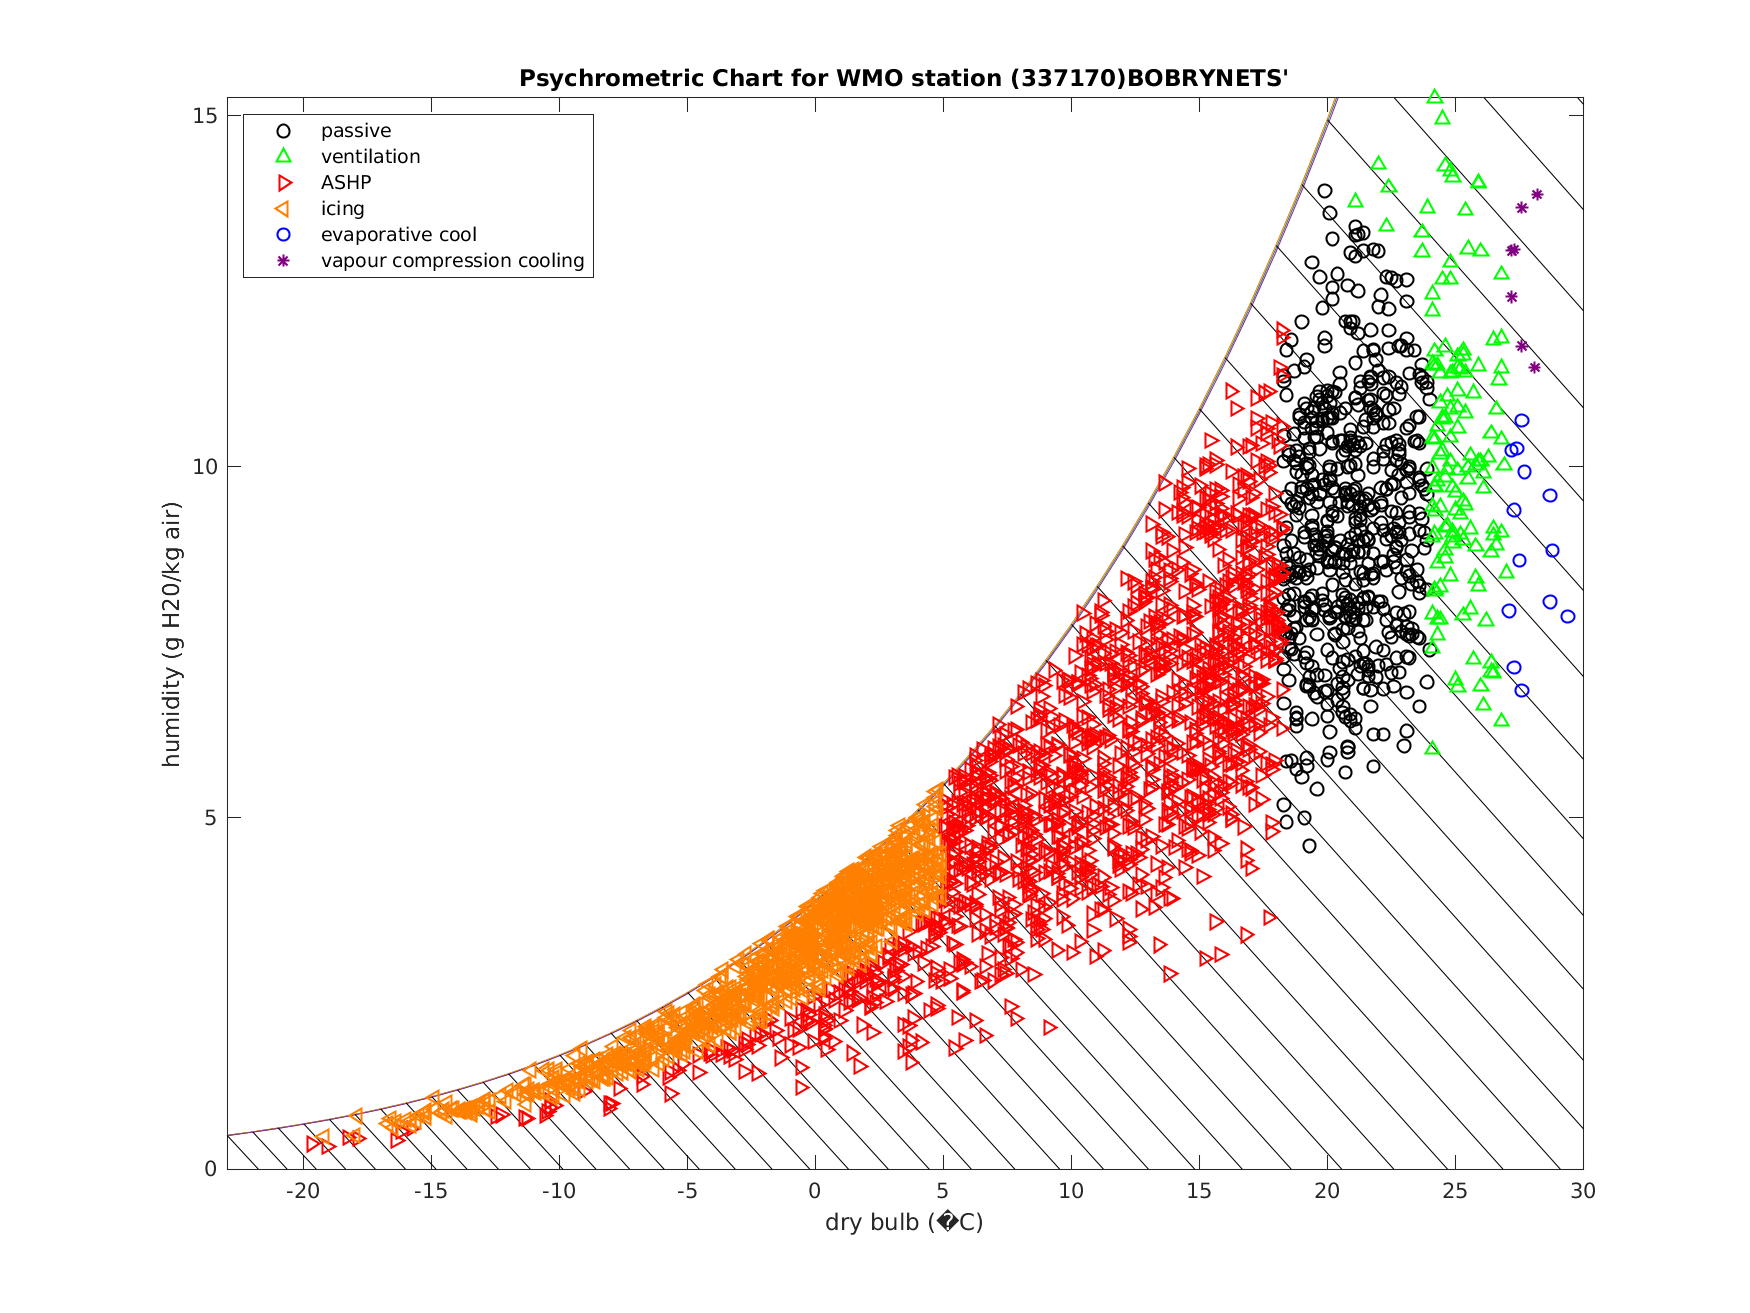 Psychrometric Chart for WMO station (337170)BOBRYNETS'
passive
ventilation
ASHP
icing
evaporative cool
vapour compression cooling
15
10
5
0
humidity (g H20/kg air)
-20 -15 -10 -5 0 5 10 15 20 25 30
dry bulb (�C)